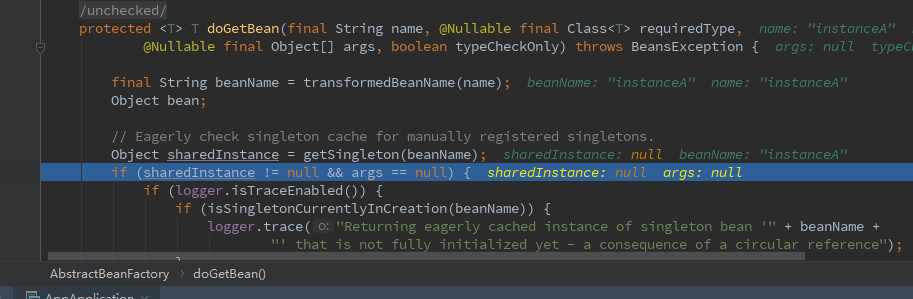 /unchecked/
protected <T> T doGetBean(final String name, @Nullable final Class<T> requiredType,  name: "instanceA"
@Nullable final Object[] args, boolean typeCheckOnly) throws BeansException {  args: null
final String beanName = transformedBeanName(name);  beanName: "instanceA"  name: "instanceA"
Object bean;
// Eagerly check singleton cache for manually registered singletons.
Object sharedInstance = getSingleton(beanName);  sharedInstance: null  beanName: "instanceA"
if (sharedInstance != null && args == null) {  sharedInstance: null  args: null
if (logger.isTraceEnabled()) {
if (isSingletonCurrentlyInCreation(beanName)) {
logger.trace( o: "Returning eagerly cached instance of singleton bean '" + beanName +
"' that is not fully initialized yet - a consequence of a circular reference");
AbstractBeanFactory › doGetBean()
AppApplication